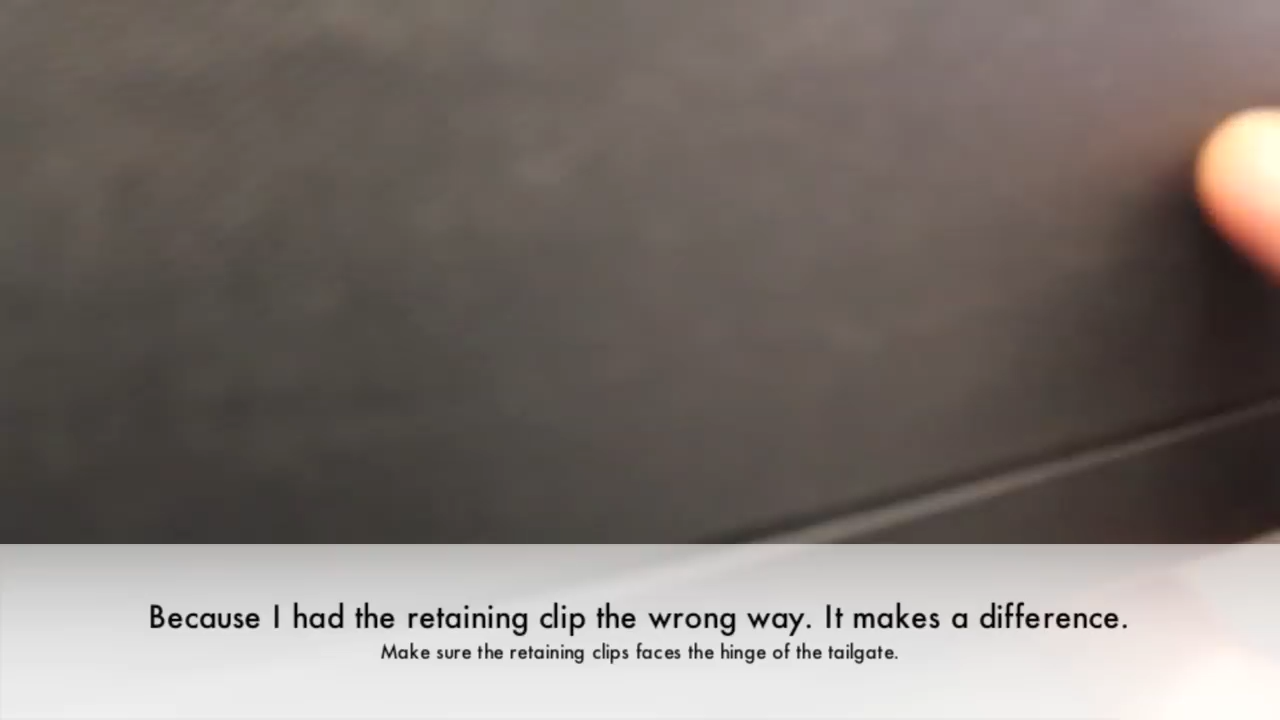 Because I had the retaining clip the wrong way. It makes a difference.
Make sure the retaining clips faces the hinge of the tailgate.